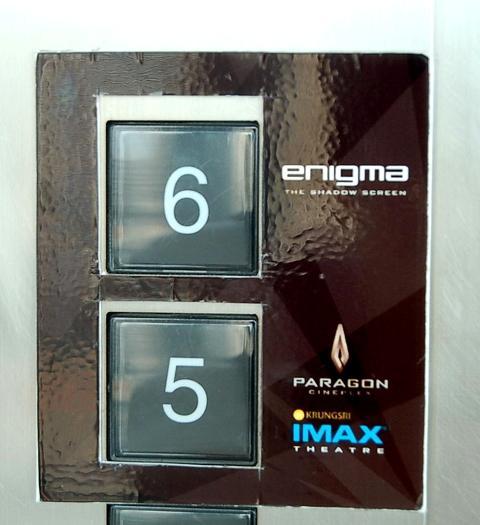 6
enigma
THE SHADOW SCREEN
5
PARAGON
CINEPLEX
KRUNGSRI
IMAX
THEATRE